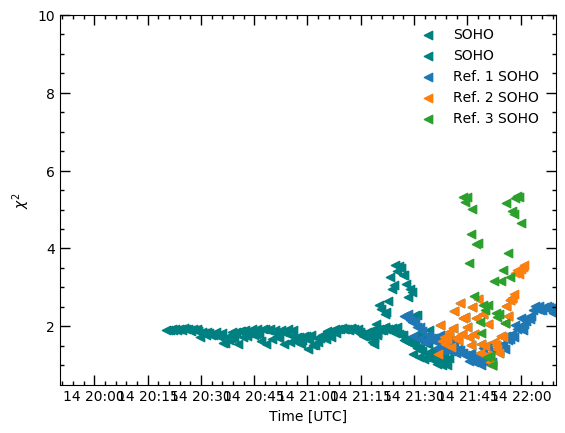 10
8
6
4
2
χ²
SOHO
SOHO
Ref. 1 SOHO
Ref. 2 SOHO
Ref. 3 SOHO
14 20:00 14 20:15 14 20:30 14 20:45 14 21:00 14 21:15 14 21:30 14 21:45 14 22:00
Time [UTC]